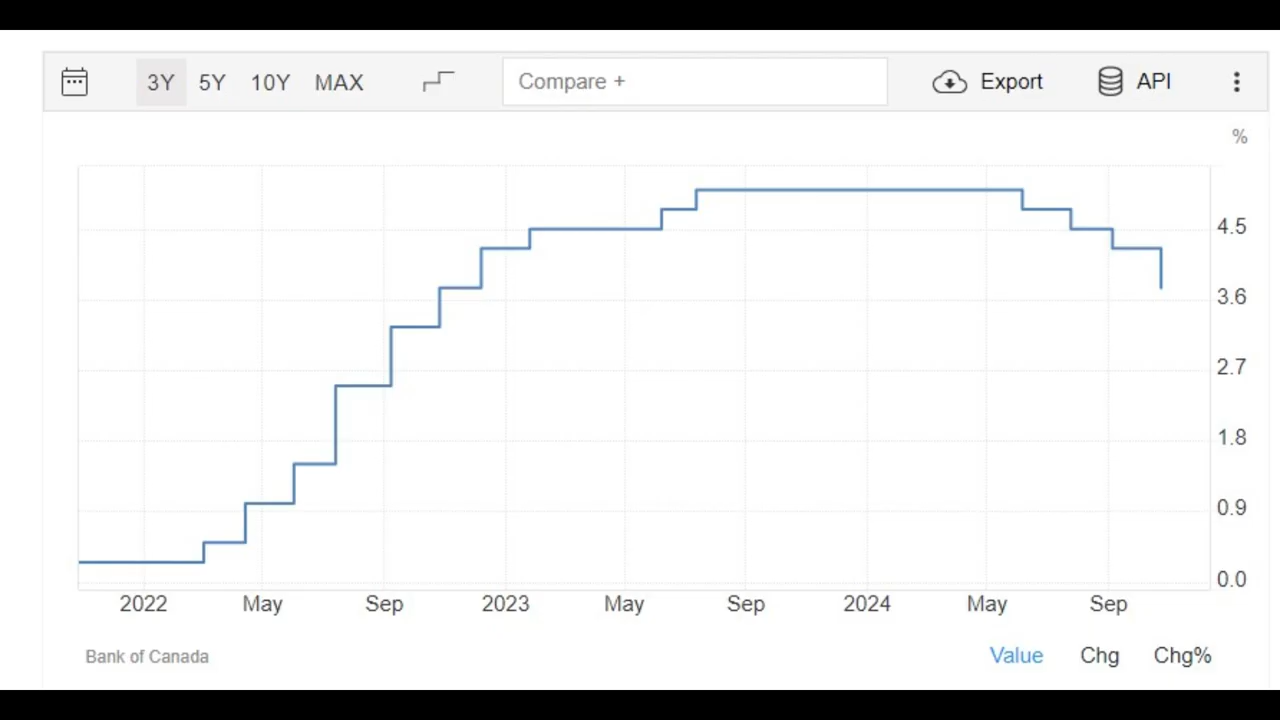 3Y 5Y 10Y MAX Compare + Export API
%
4.5
3.6
2.7
1.8
0.9
0.0
2022 May Sep 2023 May Sep 2024 May Sep
Bank of Canada Value Chg Chg%